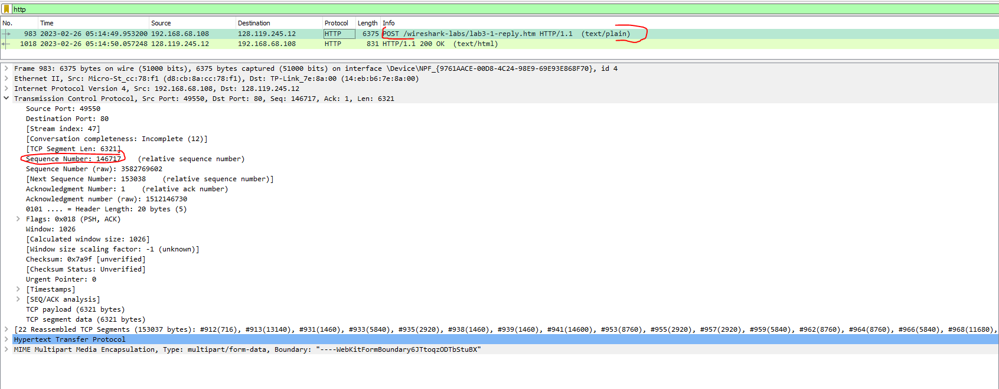 http
No. Time Source Destination Protocol Length Info
983 2023-02-26 05:14:49.953200 192.168.68.108 128.119.245.12 HTTP 6375 POST /wireshark-labs/lab3-1-reply.htm HTTP/1.1 (text/plain)
1018 2023-02-26 05:14:50.057248 128.119.245.12 192.168.68.108 HTTP 831 HTTP/1.1 200 OK (text/html)
Frame 983: 6375 bytes on wire (51000 bits), 6375 bytes captured (51000 bits) on interface \Device\NPF_{9761AACE-00D8-4C24-98E9-69E93E868F70}, id 4
Ethernet II, Src: Micro-St_cc:78:f1 (d8:cb:8a:cc:78:f1), Dst: TP-Link_7e:8a:00 (14:eb:b6:7e:8a:00)
Internet Protocol Version 4, Src: 192.168.68.108, Dst: 128.119.245.12
Transmission Control Protocol, Src Port: 49550, Dst Port: 80, Seq: 146717, Ack: 1, Len: 6321
Source Port: 49550
Destination Port: 80
[Stream index: 47]
[Conversation completeness: Incomplete (12)]
[TCP Segment Len: 6321]
Sequence Number: 146717 (relative sequence number)
Sequence Number (raw): 3582769602
[Next Sequence Number: 153038 (relative sequence number)]
Acknowledgment Number: 1 (relative ack number)
Acknowledgment number (raw): 1512146730
0101 .... = Header Length: 20 bytes (5)
Flags: 0x018 (PSH, ACK)
Window: 1026
[Calculated window size: 1026]
[Window size scaling factor: -1 (unknown)]
Checksum: 0x7a9f [unverified]
[Checksum Status: Unverified]
Urgent Pointer: 0
[Timestamps]
[SEQ/ACK analysis]
TCP payload (6321 bytes)
TCP segment data (6321 bytes)
[22 Reassembled TCP Segments (153037 bytes): #912(716), #913(13140), #931(1460), #933(5840), #935(2920), #938(1460), #939(1460), #941(14600), #953(8760), #955(2920), #957(2920), #959(5840), #962(8760), #964(8760), #966(5840), #968(11680),
Hypertext Transfer Protocol
MIME Multipart Media Encapsulation, Type: multipart/form-data, Boundary: "----WebKitFormBoundary6JTtoqzODTbStuBX"